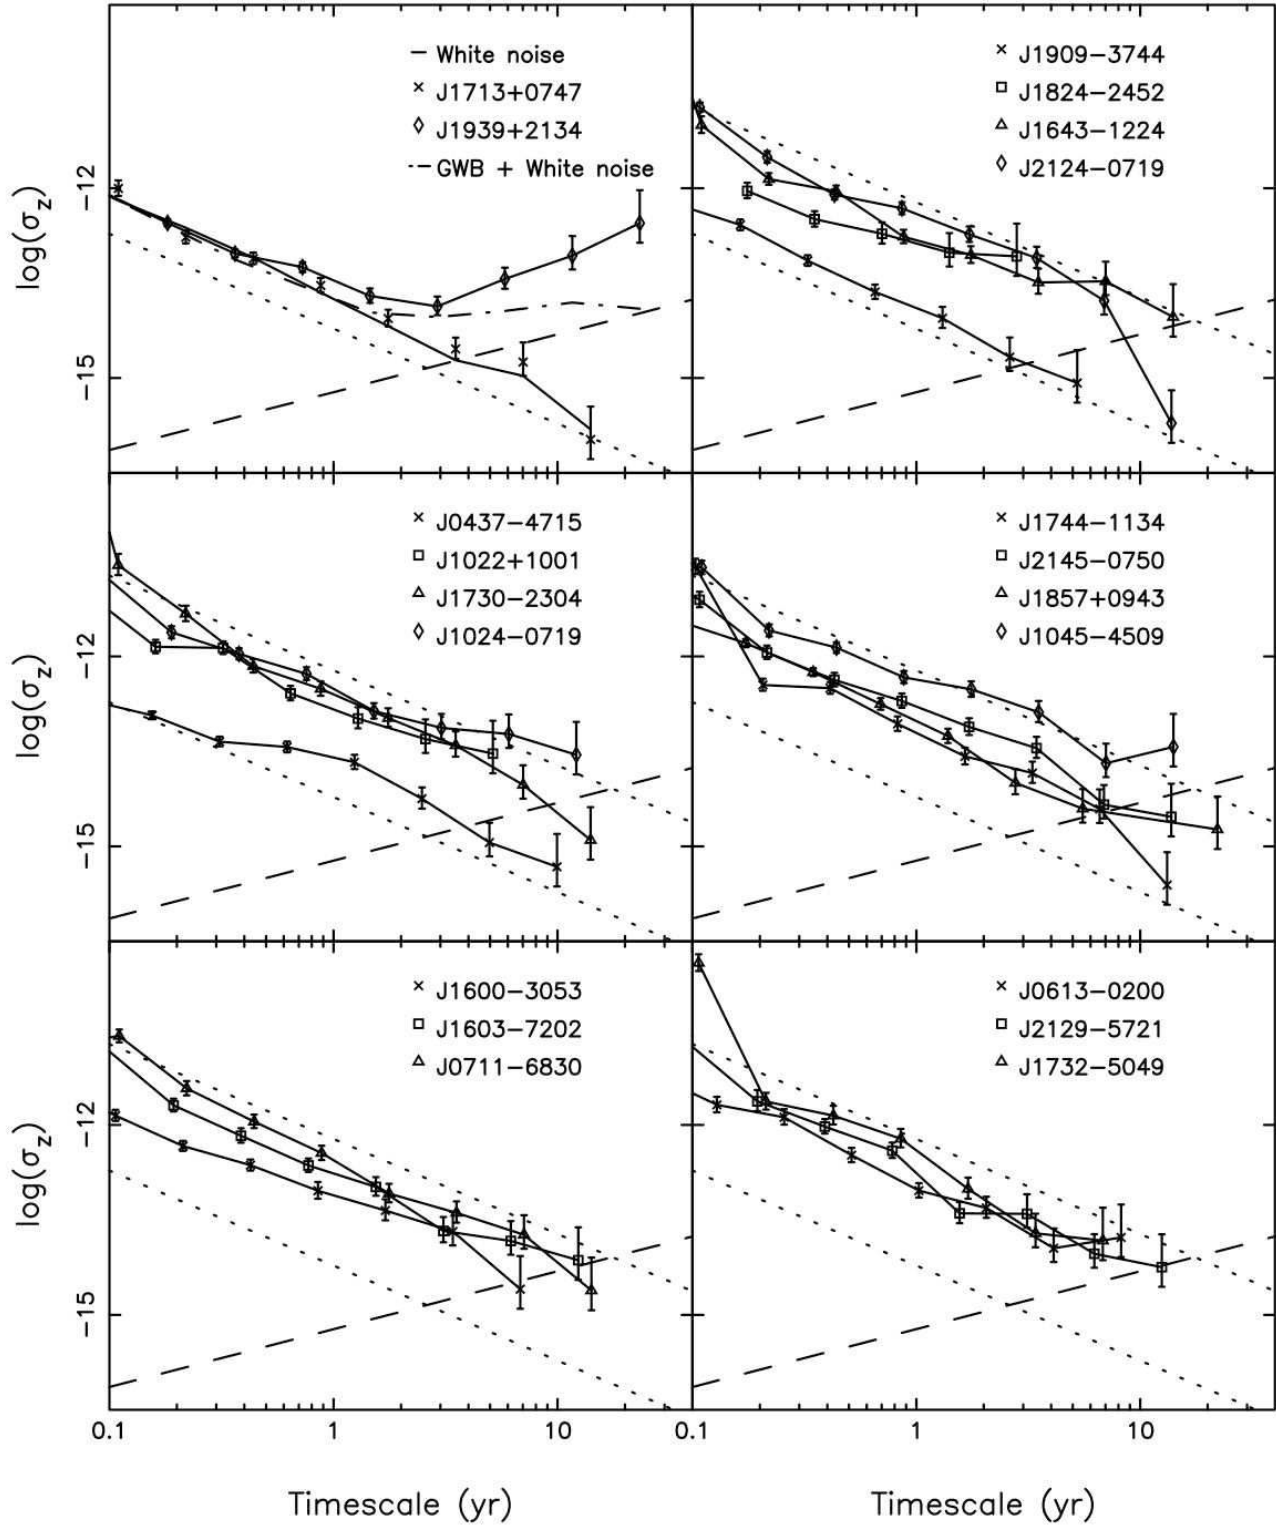 White noise
J1713+0747
J1939+2134
GWB + White noise
J1909−3744
J1824−2452
J1643−1224
J2124−0719
log(σz)
−12
−15
J0437−4715
J1022+1001
J1730−2304
J1024−0719
J1744−1134
J2145−0750
J1857+0943
J1045−4509
log(σz)
−12
−15
J1600−3053
J1603−7202
J0711−6830
J0613−0200
J2129−5721
J1732−5049
log(σz)
−12
−15
0.1 1 10 0.1 1 10
Timescale (yr) Timescale (yr)